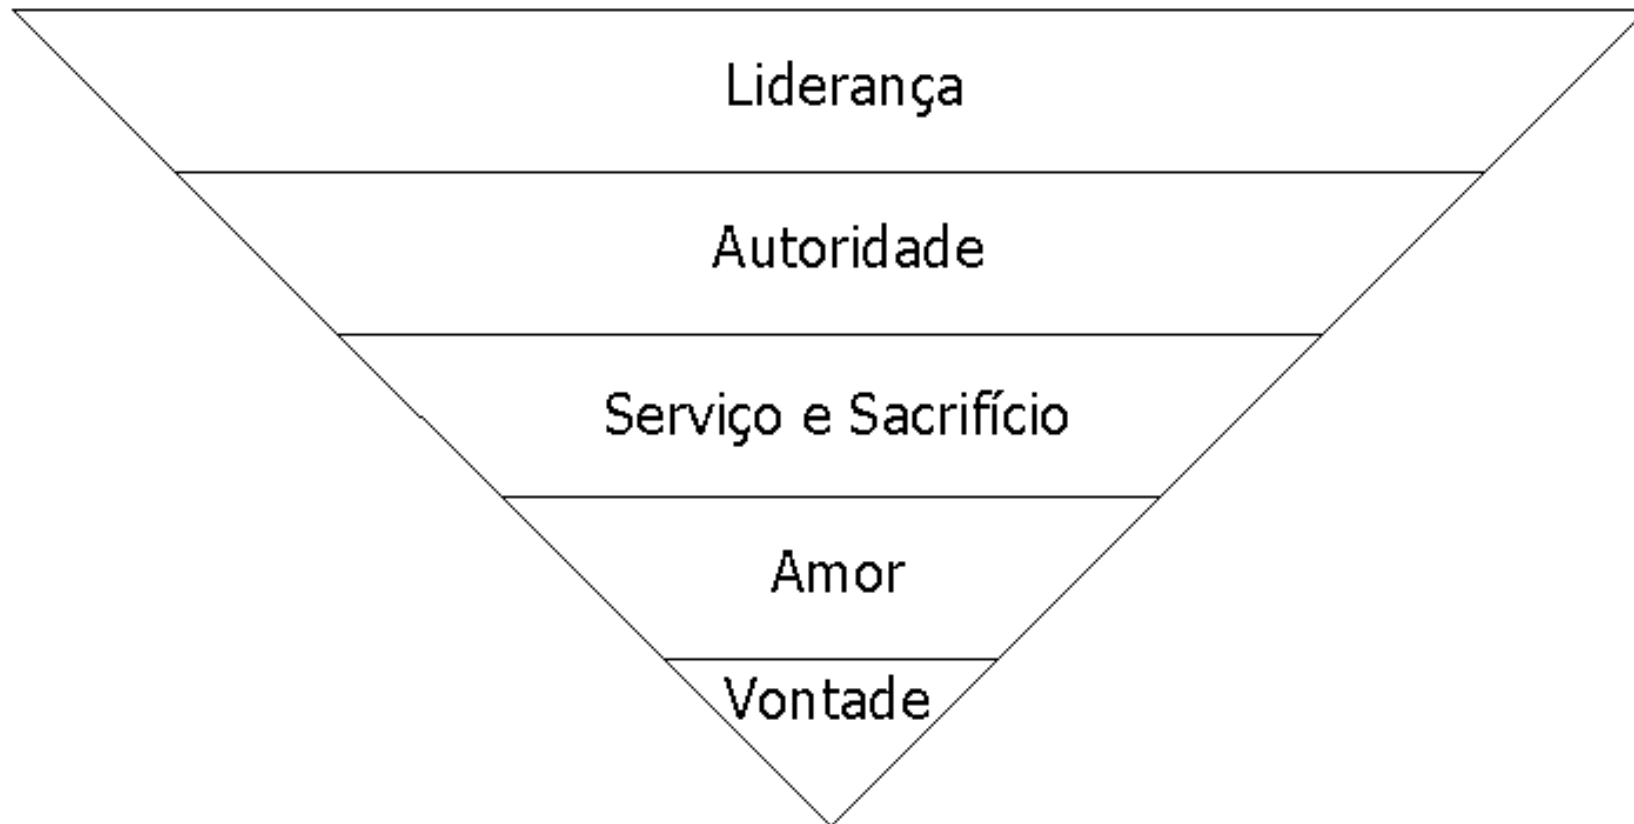 Liderança
Autoridade
Serviço e Sacrifício
Amor
Vontade